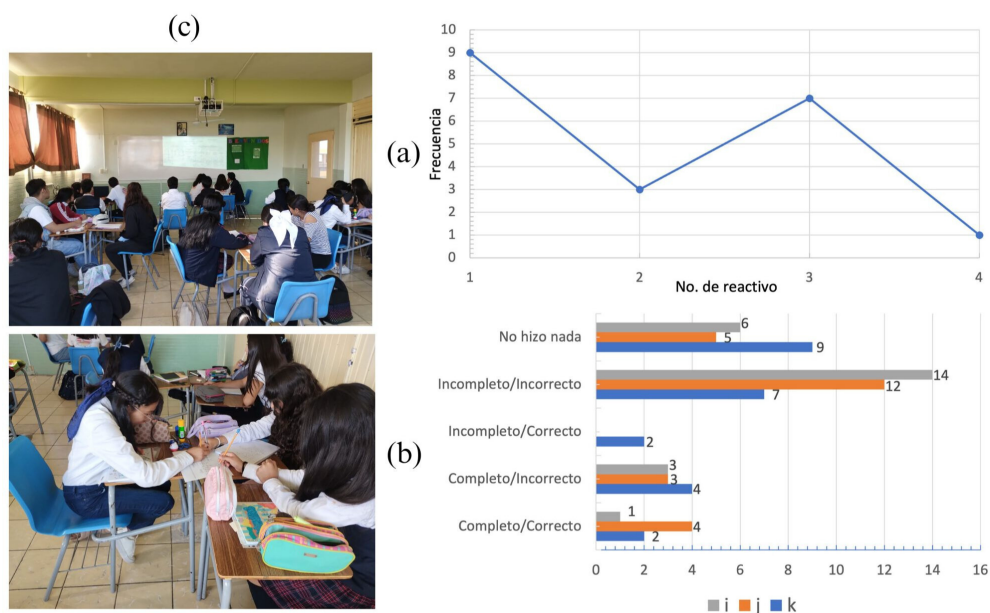 (c)
(a)
Frecuencia
10
9
8
7
6
5
4
3
2
1
0
1 2 3 4
No. de reactivo
(b)
No hizo nada 6 5 9
Incompleto/Incorrecto 14 12 7
Incompleto/Correcto 2
Completo/Incorrecto 3 3 4
Completo/Correcto 1 4 2
0 2 4 6 8 10 12 14 16
i j k